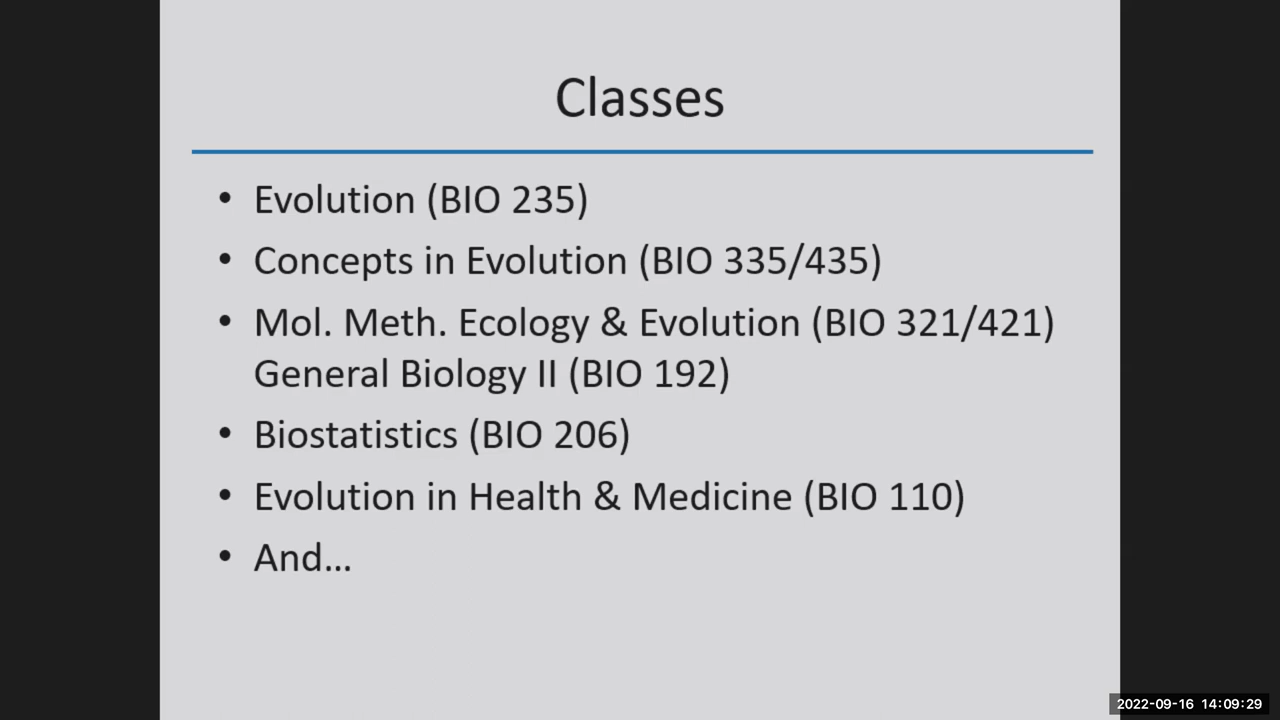 Classes
• Evolution (BIO 235)
• Concepts in Evolution (BIO 335/435)
• Mol. Meth. Ecology & Evolution (BIO 321/421)
General Biology II (BIO 192)
• Biostatistics (BIO 206)
• Evolution in Health & Medicine (BIO 110)
• And...
2022-09-16 14:09:29